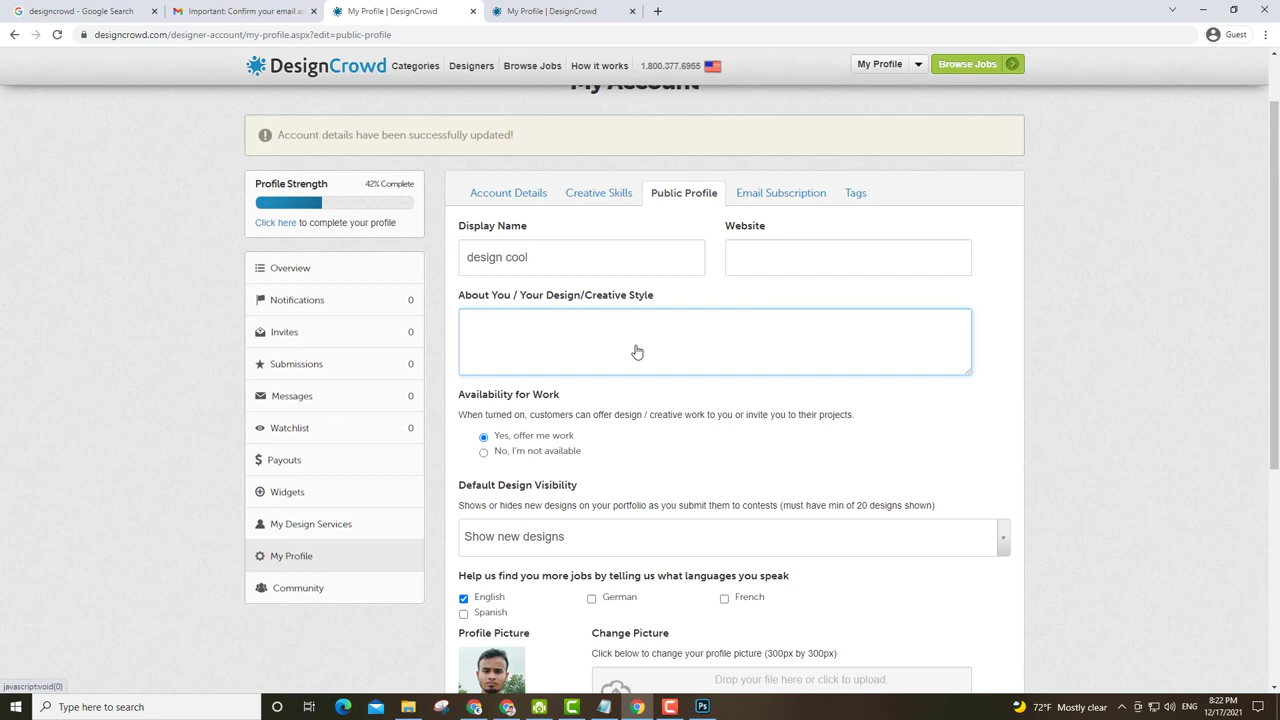 designcrowd - Google Search
Important: Confirm your email ac
My Profile | DesignCrowd
My Profile | DesignCrowd
designcrowd.com/designer-account/my-profile.aspx?edit=public-profile
Guest
DesignCrowd
Categories
Designers
Browse Jobs
How it works
1.800.377.6955
My Profile
Browse Jobs
My Account
Account details have been successfully updated!
Profile Strength
42% Complete
Click here to complete your profile
Overview
Notifications 0
Invites 0
Submissions 0
Messages 0
Watchlist 0
Payouts
Widgets
My Design Services
My Profile
Community
Account Details
Creative Skills
Public Profile
Email Subscription
Tags
Display Name
Website
design cool
About You / Your Design/Creative Style
Availability for Work
When turned on, customers can offer design / creative work to you or invite you to their projects.
Yes, offer me work
No, I'm not available
Default Design Visibility
Shows or hides new designs on your portfolio as you submit them to contests (must have min of 20 designs shown)
Show new designs
Help us find you more jobs by telling us what languages you speak
English
German
French
Spanish
Profile Picture
Change Picture
Click below to change your profile picture (300px by 300px)
Drop your file here or click to upload.
javascript:void(0)
Type here to search
Ps
72°F Mostly clear
ENG
8:22 PM
12/17/2021